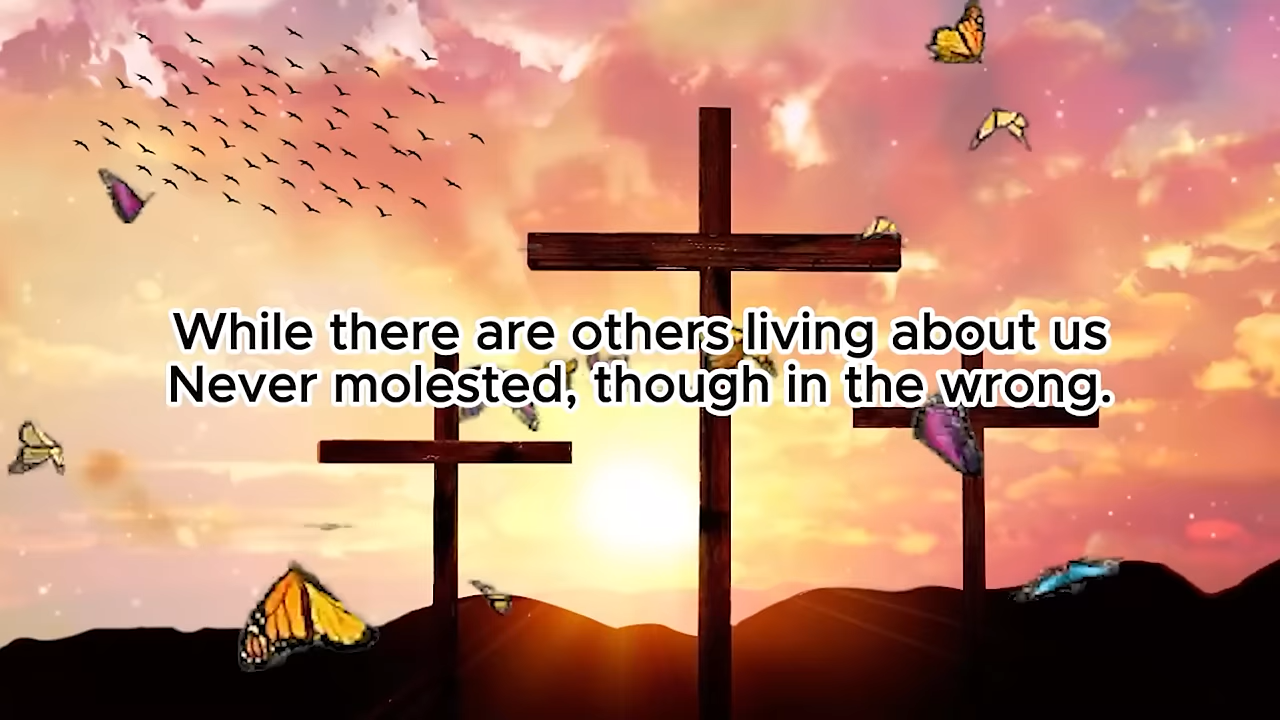 While there are others living about us
Never molested, though in the wrong.